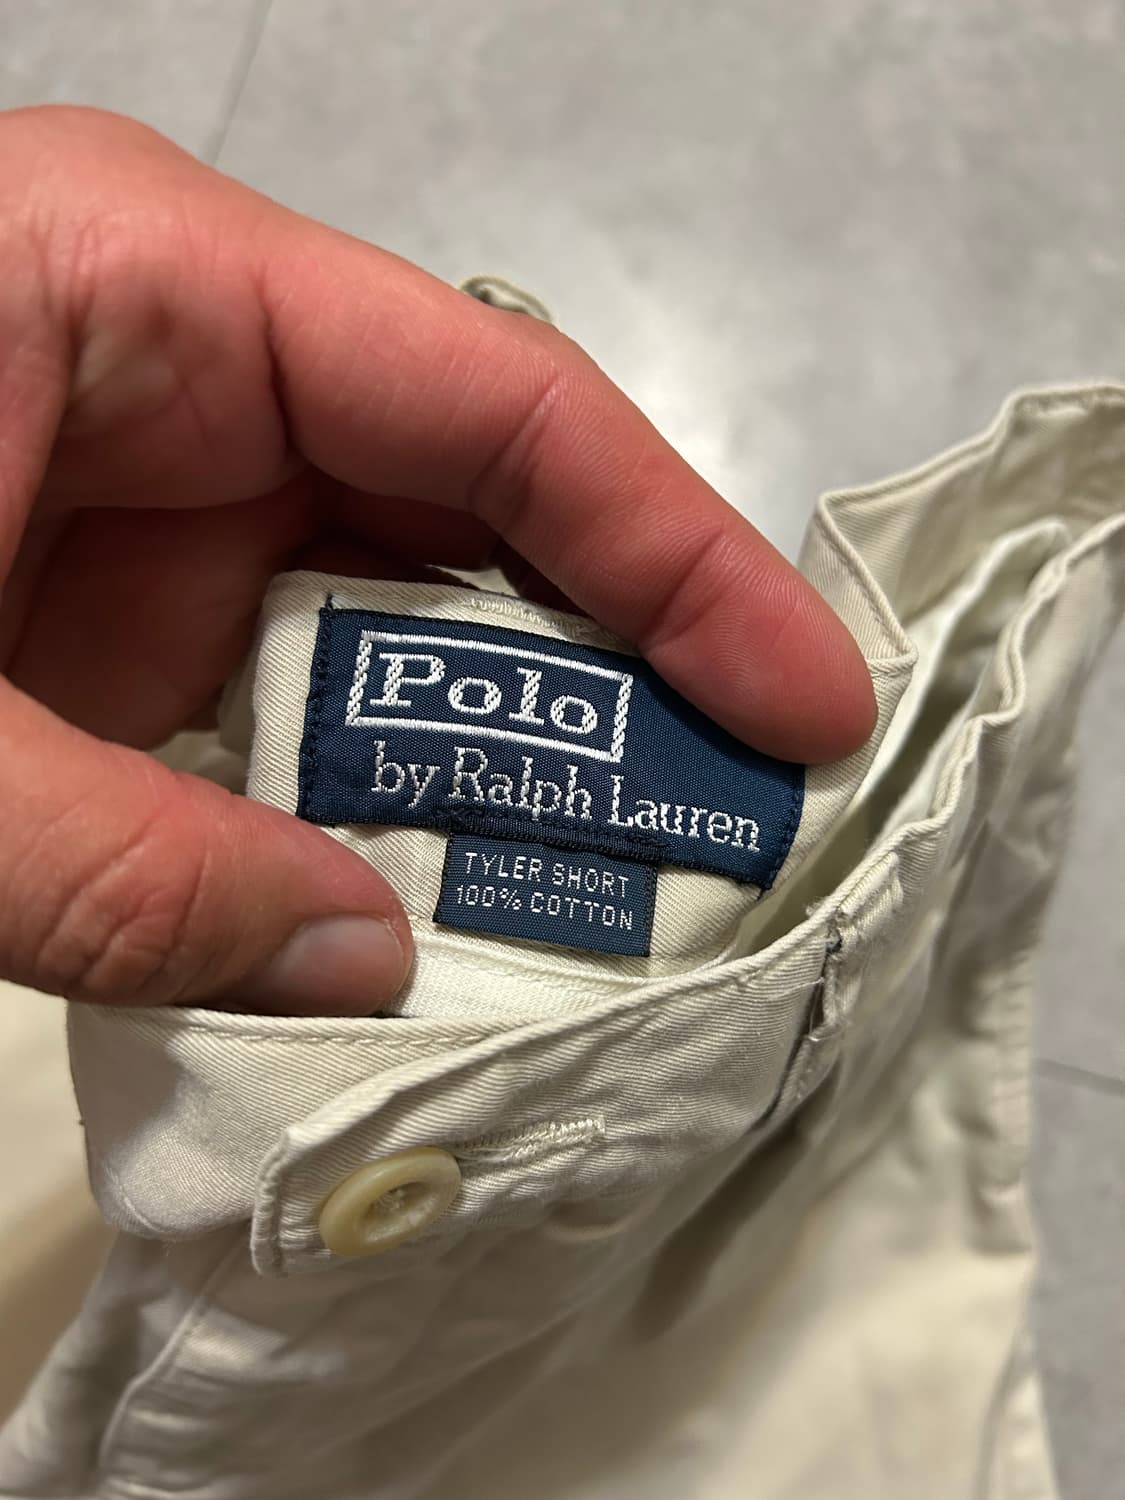 Polo
by Ralph Lauren
TYLER SHORT
100% COTTON